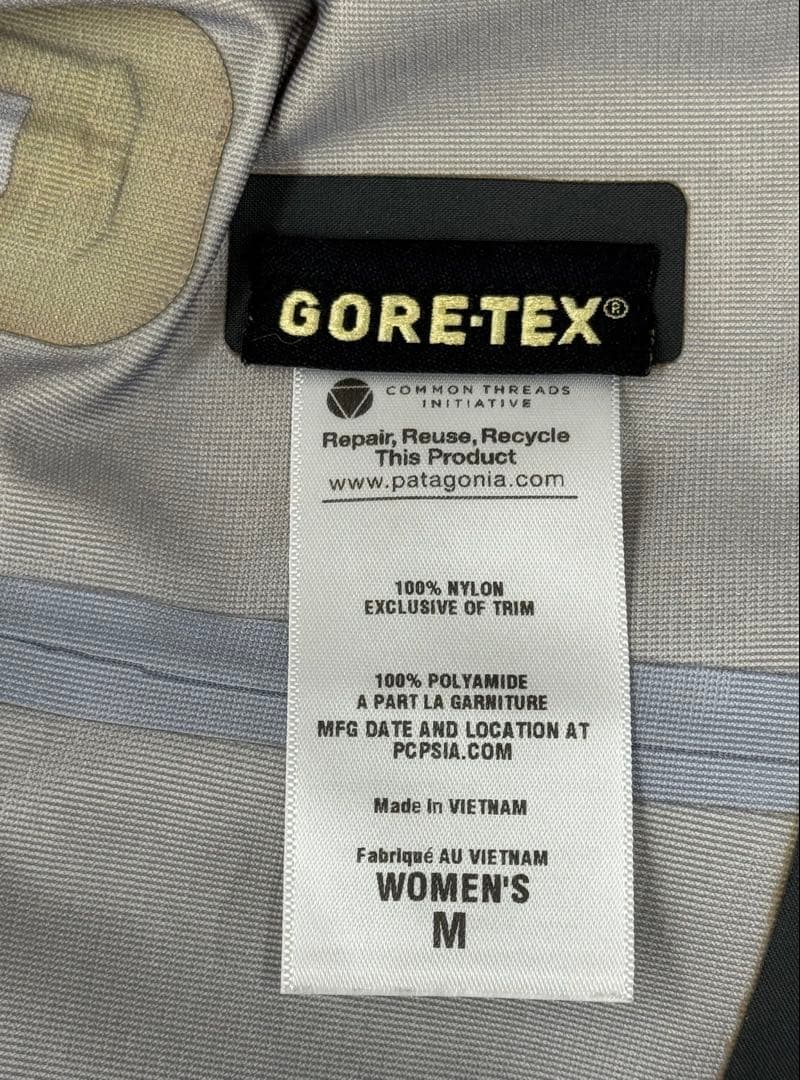 GORE-TEX®
COMMON THREADS
INITIATIVE
Repair, Reuse, Recycle
This Product
www.patagonia.com
100% NYLON
EXCLUSIVE OF TRIM
100% POLYAMIDE
A PART LA GARNITURE
MFG DATE AND LOCATION AT
PCPSIA.COM
Made in VIETNAM
Fabriqué AU VIETNAM
WOMEN'S
M